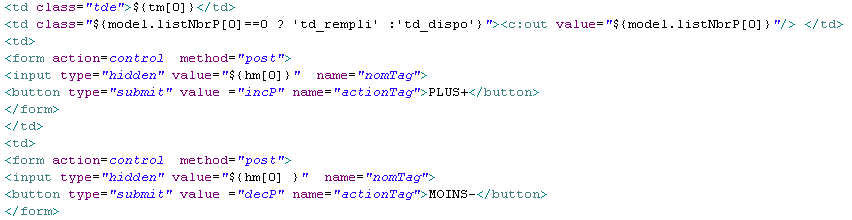 <td class="tde">${tm[0]}</td>
<td class="${model.listNbrP[0]==0 ? 'td_rempli' :'td_dispo'}"><c:out value="${model.listNbrP[0]}"/> </td>
<td>
<form action=control  method="post">
<input type="hidden" value="${hm[0]}"  name="nomTag">
<button type="submit" value ="incP" name="actionTag">PLUS+</button>
</form>
</td>
<td>
<form action=control  method="post">
<input type="hidden" value="${hm[0] }"  name="nomTag">
<button type="submit" value ="decP" name="actionTag">MOINS-</button>
</form>